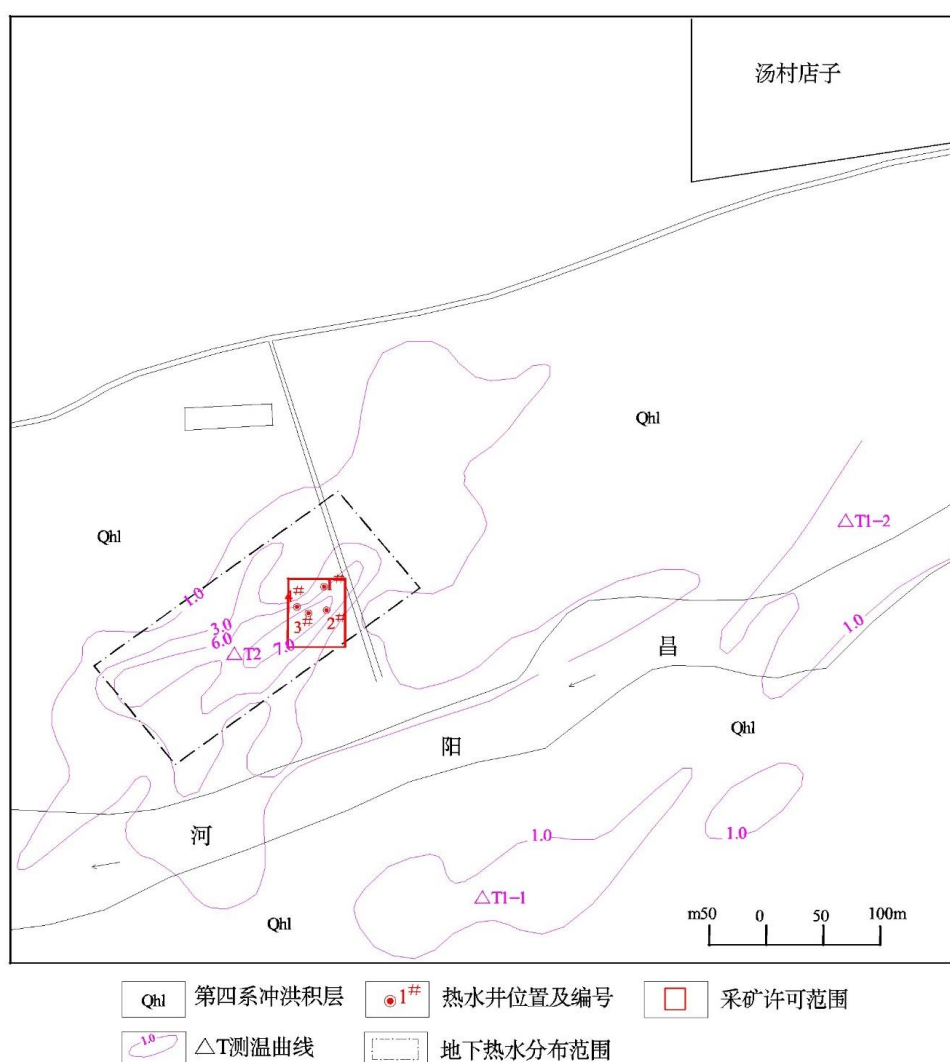 汤村店子
Qhl
△T1-2
Qhl
1.0
1#
4#
3.0
3#
2#
6.0
7.0
△T2
1.0
昌
Qhl
阳
河
1.0
1.0
△T1-1
Qhl
m50 0 50 100m
Qhl 第四系冲洪积层
1# 热水井位置及编号
采矿许可范围
1.0 △T测温曲线
地下热水分布范围